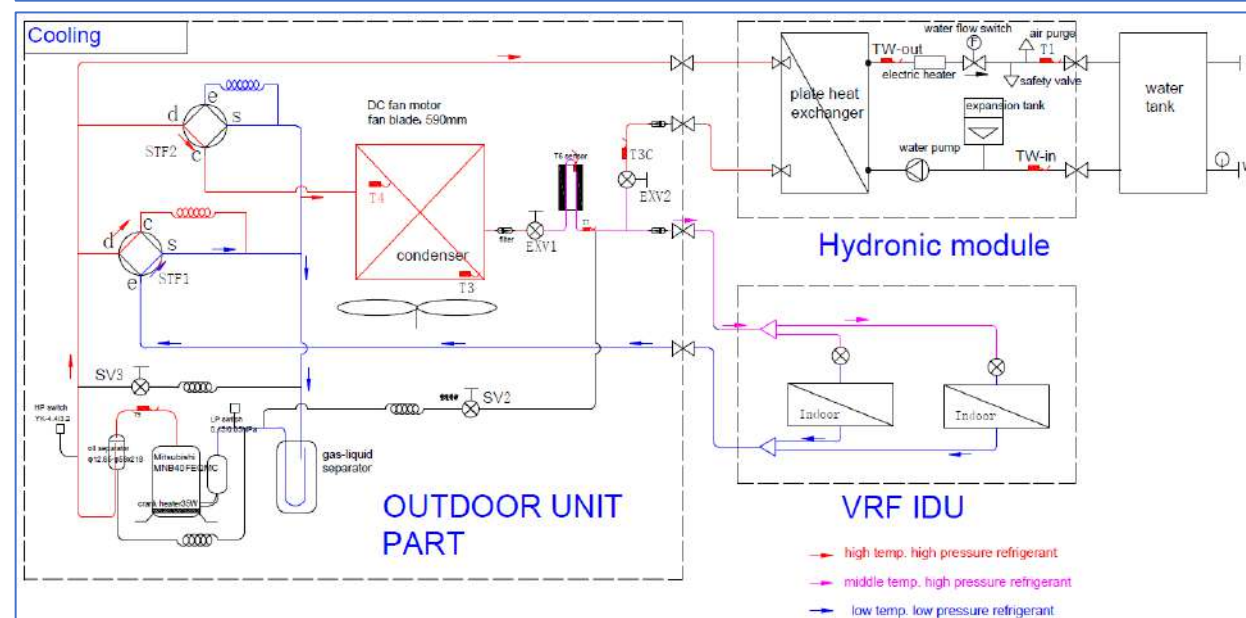 Cooling
water flow switch
air purge
F
TW-out
T1
electric heater
safety valve
plate heat
exchanger
expansion tank
water
tank
water pump
TW-in
Hydronic module
e
d
s
c
STF2
DC fan motor
fan blade: 590mm
T6 sensor
T3C
T4
EXV2
c
d
s
e
STF1
filter
EXV1
condenser
T3
SV3
SV2
HP switch
LP switch
oil separator
Mitsubishi
crank heater35W
gas-liquid
separator
OUTDOOR UNIT
PART
Indoor
Indoor
VRF IDU
high temp. high pressure refrigerant
middle temp. high pressure refrigerant
low temp. low pressure refrigerant